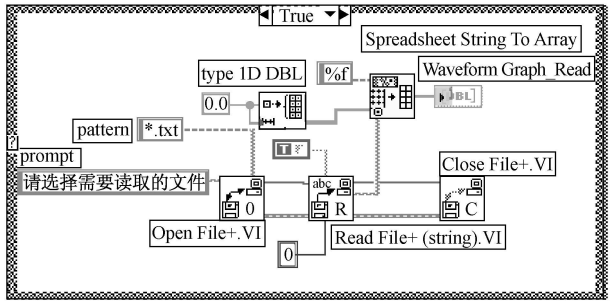 True
Spreadsheet String To Array
type 1D DBL
%f
Waveform Graph_Read
0.0
DBL]
pattern
*.txt
?
prompt
T
请选择需要读取的文件
abc
Close File+.VI
0
R
C
Open File+.VI
Read File+ (string).VI
0